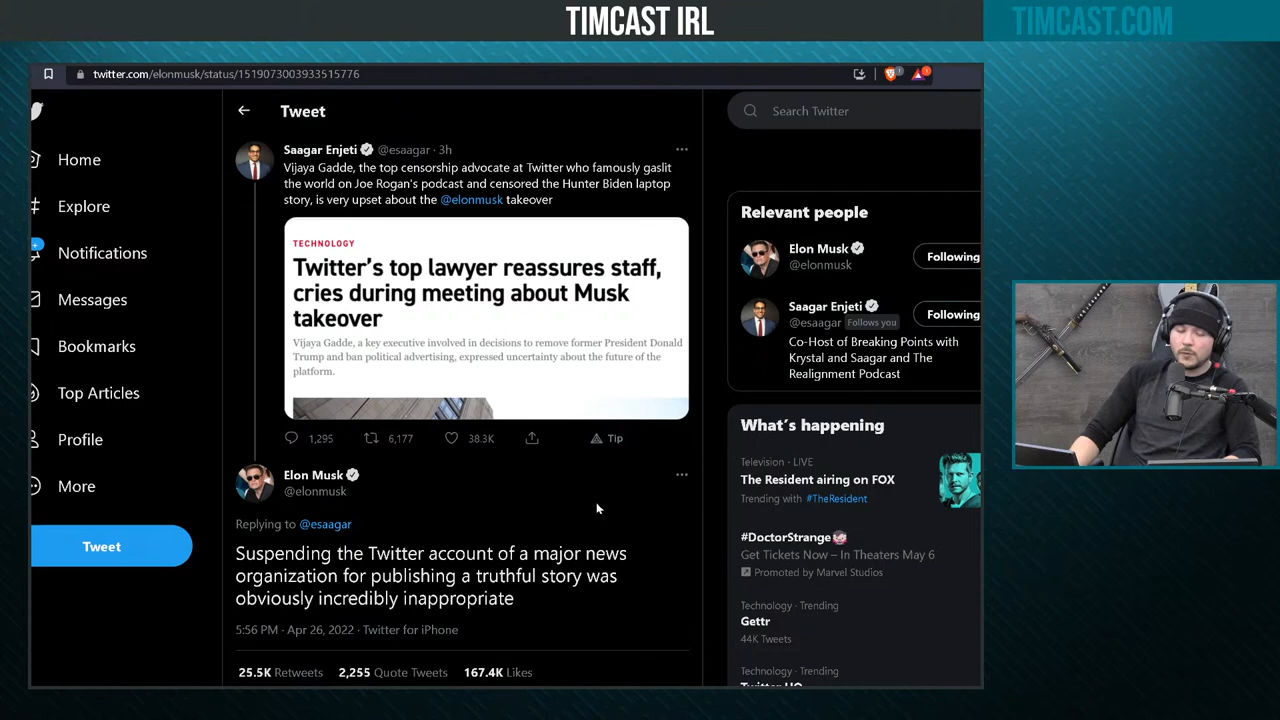 TIMCAST IRL
TIMCAST.COM
twitter.com/elonmusk/status/1519073003933515776
Home
Explore
Notifications
Messages
Bookmarks
Top Articles
Profile
More
Tweet
Tweet
Saagar Enjeti @esaagar · 3h
Vijaya Gadde, the top censorship advocate at Twitter who famously gaslit
the world on Joe Rogan's podcast and censored the Hunter Biden laptop
story, is very upset about the @elonmusk takeover
TECHNOLOGY
Twitter's top lawyer reassures staff,
cries during meeting about Musk
takeover
Vijaya Gadde, a key executive involved in decisions to remove former President Donald
Trump and ban political advertising, expressed uncertainty about the future of the
platform.
1,295 6,177 38.3K Tip
Elon Musk
@elonmusk
Replying to @esaagar
Suspending the Twitter account of a major news
organization for publishing a truthful story was
obviously incredibly inappropriate
5:56 PM · Apr 26, 2022 · Twitter for iPhone
25.5K Retweets 2,255 Quote Tweets 167.4K Likes
Search Twitter
Relevant people
Elon Musk
@elonmusk
Following
Saagar Enjeti
@esaagar Follows you
Following
Co-Host of Breaking Points with
Krystal and Saagar and The
Realignment Podcast
What's happening
Television · LIVE
The Resident airing on FOX
Trending with #TheResident
#DoctorStrange
Get Tickets Now – In Theaters May 6
Promoted by Marvel Studios
Technology · Trending
Gettr
44K Tweets
Technology · Trending
Twitter HQ